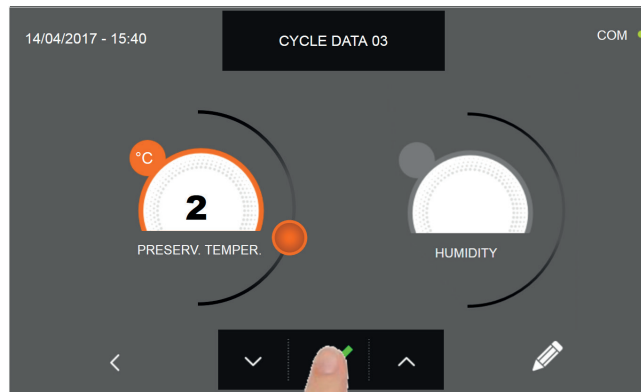 14/04/2017 - 15:40
CYCLE DATA 03
COM
°C
2
PRESERV. TEMPER.
HUMIDITY